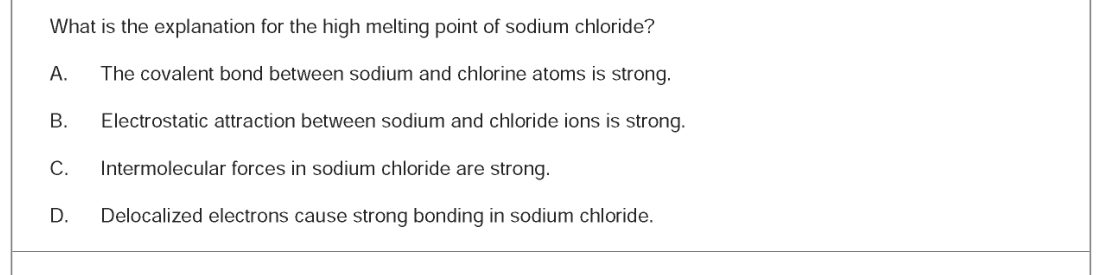 What is the explanation for the high melting point of sodium chloride?
A. The covalent bond between sodium and chlorine atoms is strong.
B. Electrostatic attraction between sodium and chloride ions is strong.
C. Intermolecular forces in sodium chloride are strong.
D. Delocalized electrons cause strong bonding in sodium chloride.